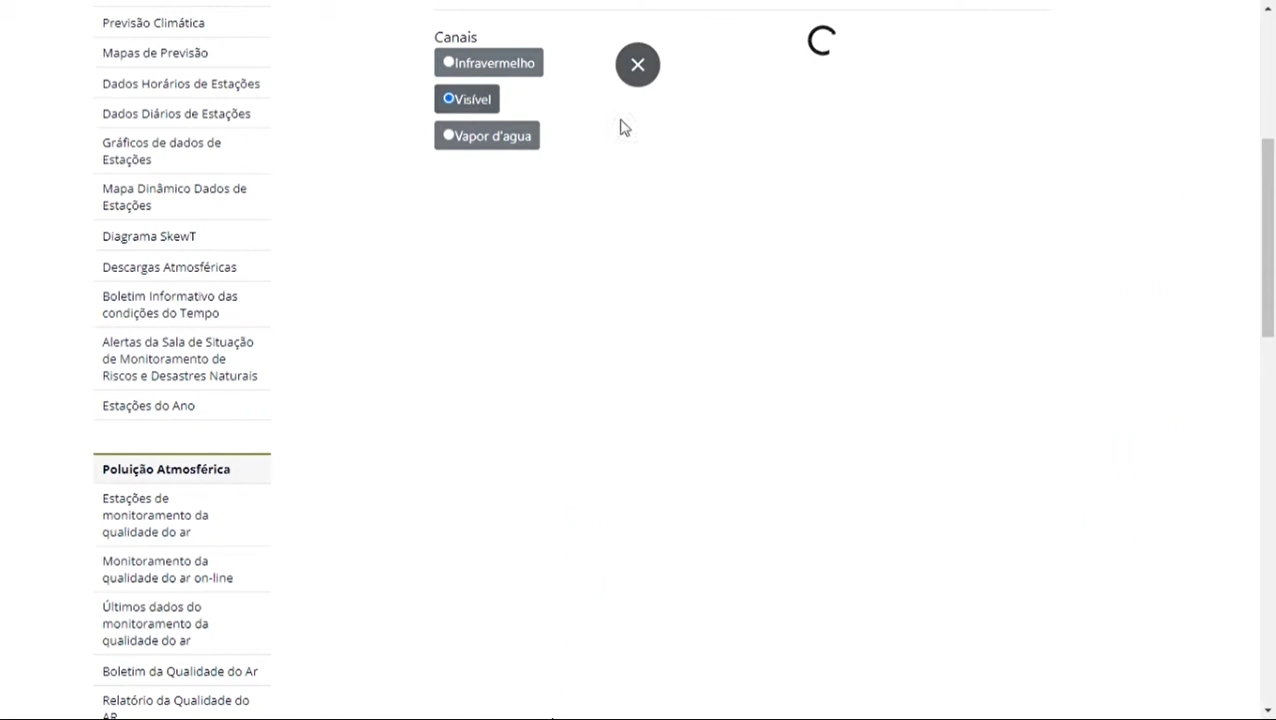 Previsão Climática
Mapas de Previsão
Dados Horários de Estações
Dados Diários de Estações
Gráficos de dados de
Estações
Mapa Dinâmico Dados de
Estações
Diagrama SkewT
Descargas Atmosféricas
Boletim Informativo das
condições do Tempo
Alertas da Sala de Situação
de Monitoramento de
Riscos e Desastres Naturais
Estações do Ano
Poluição Atmosférica
Estações de
monitoramento da
qualidade do ar
Monitoramento da
qualidade do ar on-line
Últimos dados do
monitoramento da
qualidade do ar
Boletim da Qualidade do Ar
Relatório da Qualidade do
AR
Canais
Infravermelho
Visível
Vapor d'agua